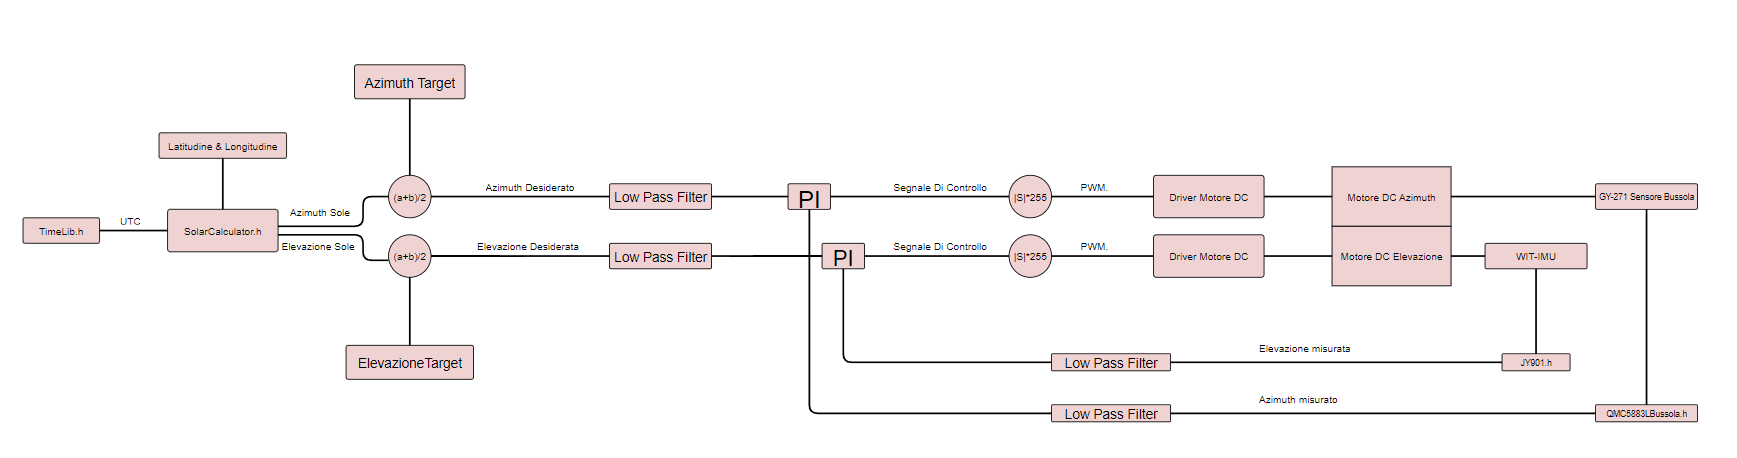 Azimuth Target
Latitudine & Longitudine
TimeLib.h
UTC
SolarCalculator.h
Azimuth Sole
Elevazione Sole
(a+b)/2
Azimuth Desiderato
Low Pass Filter
PI
Segnale Di Controllo
|S|*255
PWM.
Driver Motore DC
Motore DC Azimuth
GY-271 Sensore Bussola
(a+b)/2
Elevazione Desiderata
Low Pass Filter
PI
Segnale Di Controllo
|S|*255
PWM.
Driver Motore DC
Motore DC Elevazione
WIT-IMU
ElevazioneTarget
Low Pass Filter
Elevazione misurata
JY901.h
Low Pass Filter
Azimuth misurato
QMC5883LBussola.h